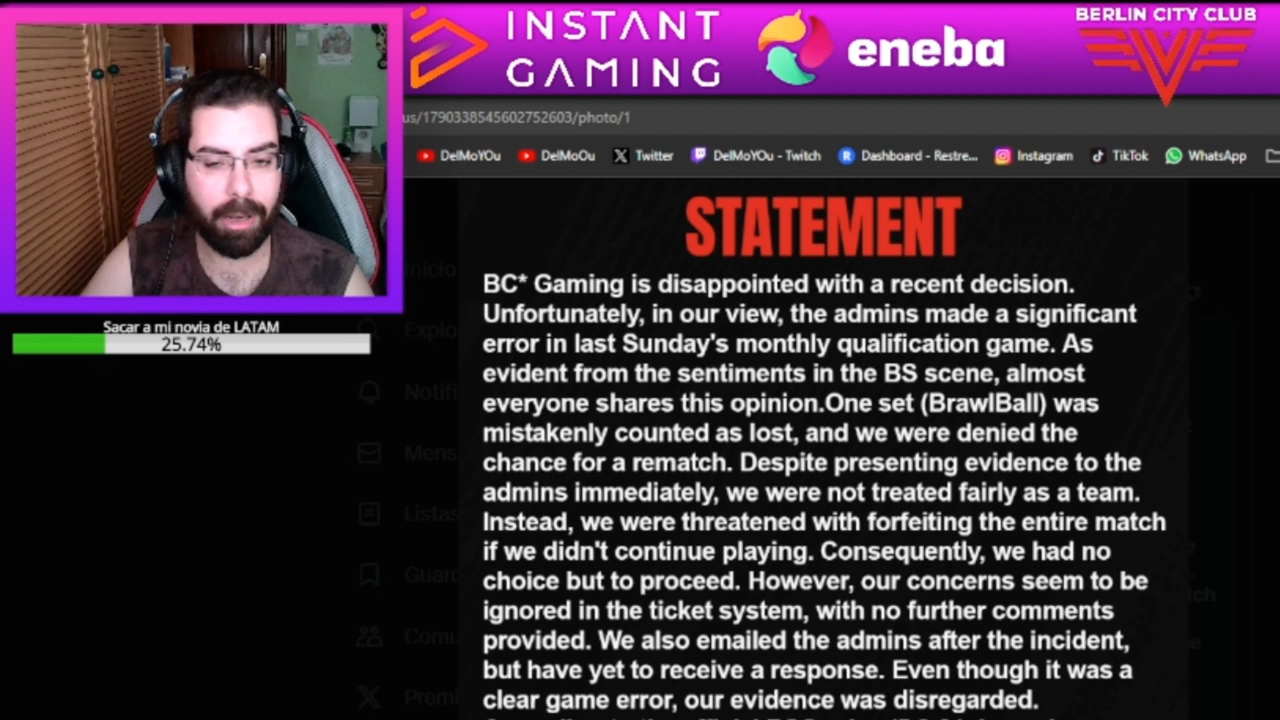 INSTANT GAMING
eneba
BERLIN CITY CLUB
us/1790338545602752603/photo/1
DelMoYOu DelMoOu Twitter DelMoYOu - Twitch Dashboard - Restre... Instagram TikTok WhatsApp
STATEMENT
BC* Gaming is disappointed with a recent decision.
Unfortunately, in our view, the admins made a significant
error in last Sunday's monthly qualification game. As
evident from the sentiments in the BS scene, almost
everyone shares this opinion.One set (BrawlBall) was
mistakenly counted as lost, and we were denied the
chance for a rematch. Despite presenting evidence to the
admins immediately, we were not treated fairly as a team.
Instead, we were threatened with forfeiting the entire match
if we didn't continue playing. Consequently, we had no
choice but to proceed. However, our concerns seem to be
ignored in the ticket system, with no further comments
provided. We also emailed the admins after the incident,
but have yet to receive a response. Even though it was a
clear game error, our evidence was disregarded.
Sacar a mi novia de LATAM
25.74%
Inicio
Explo
Notifi
Mens
Listas
Guard
Comu
Premi